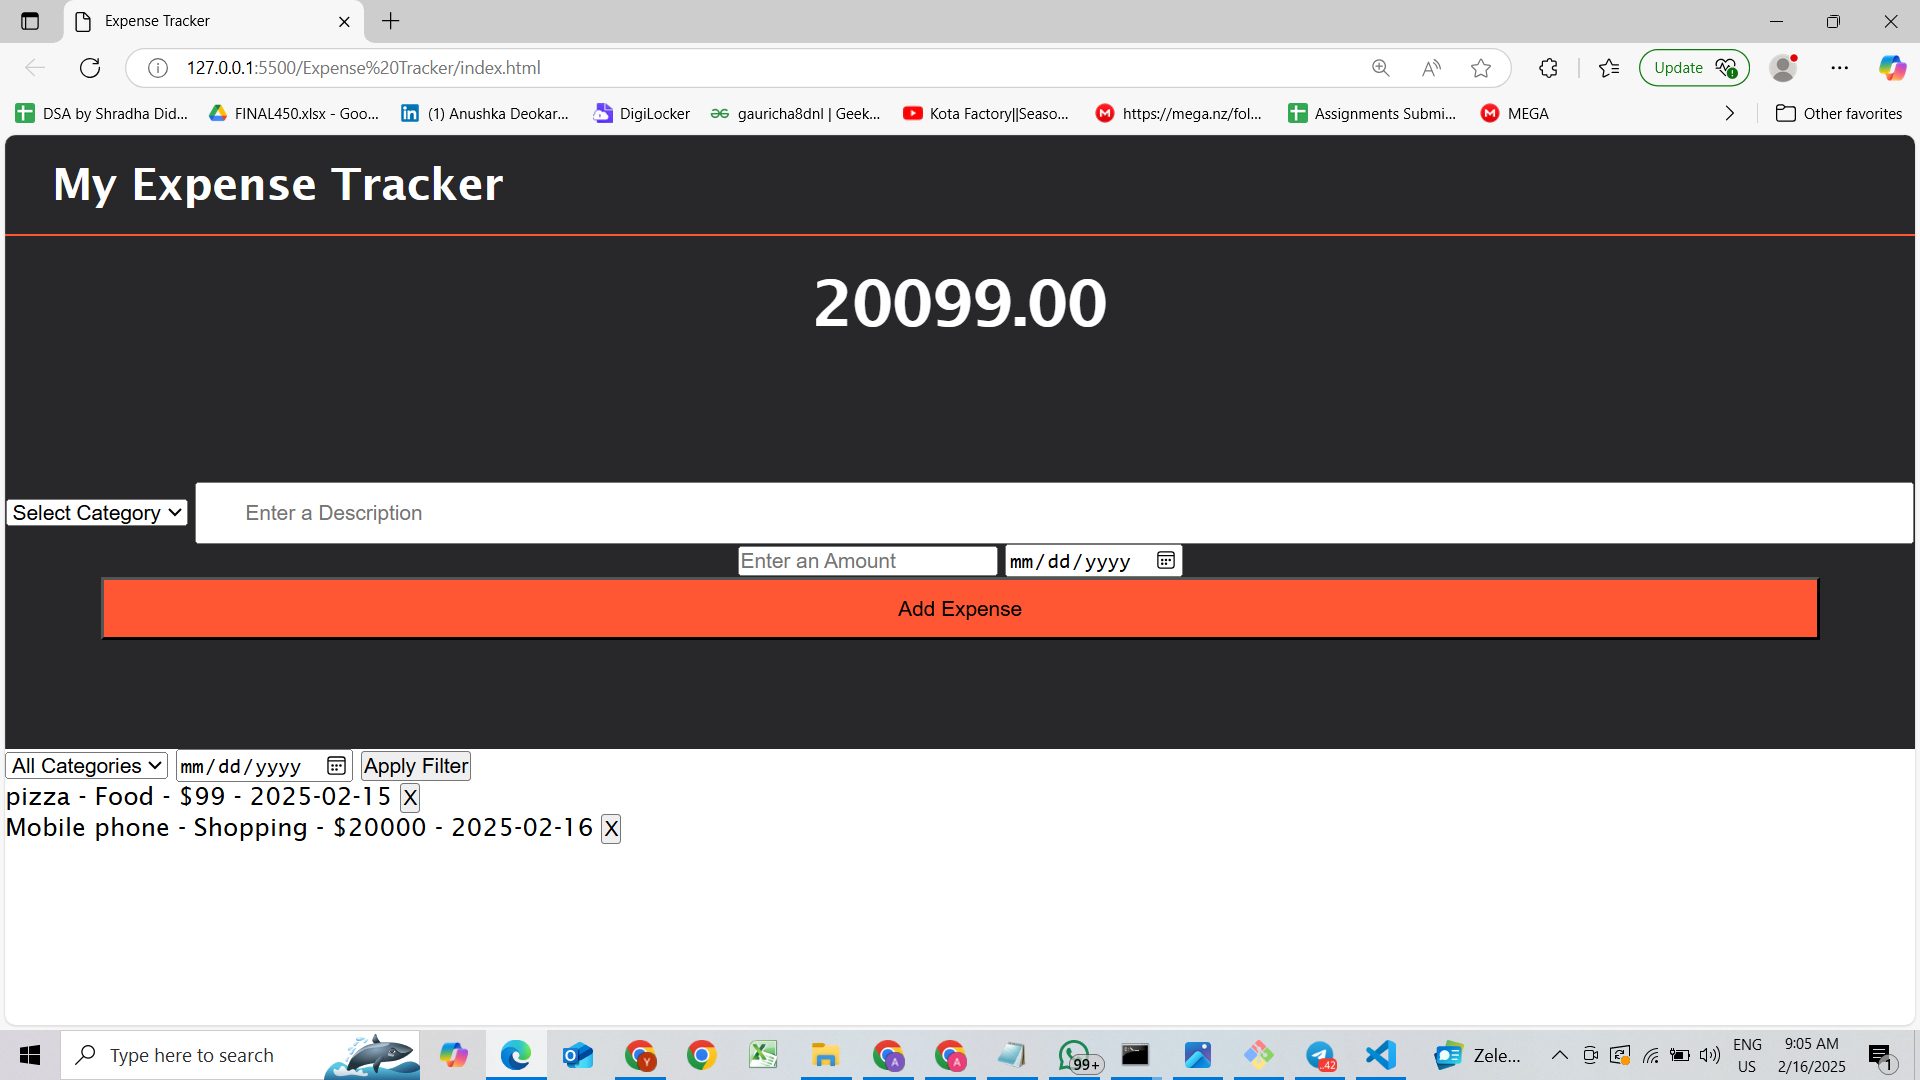 Expense Tracker
127.0.0.1:5500/Expense%20Tracker/index.html
Update
DSA by Shradha Did...
FINAL450.xlsx - Goo...
(1) Anushka Deokar...
DigiLocker
gauricha8dnl | Geek...
Kota Factory||Seaso...
https://mega.nz/fol...
Assignments Submi...
MEGA
Other favorites
My Expense Tracker
20099.00
Select Category
Enter a Description
Enter an Amount
mm/dd/yyyy
Add Expense
All Categories
mm/dd/yyyy
Apply Filter
pizza - Food - $99 - 2025-02-15 X
Mobile phone - Shopping - $20000 - 2025-02-16 X
Type here to search
99+
42
Zele...
ENG
US
9:05 AM
2/16/2025
1